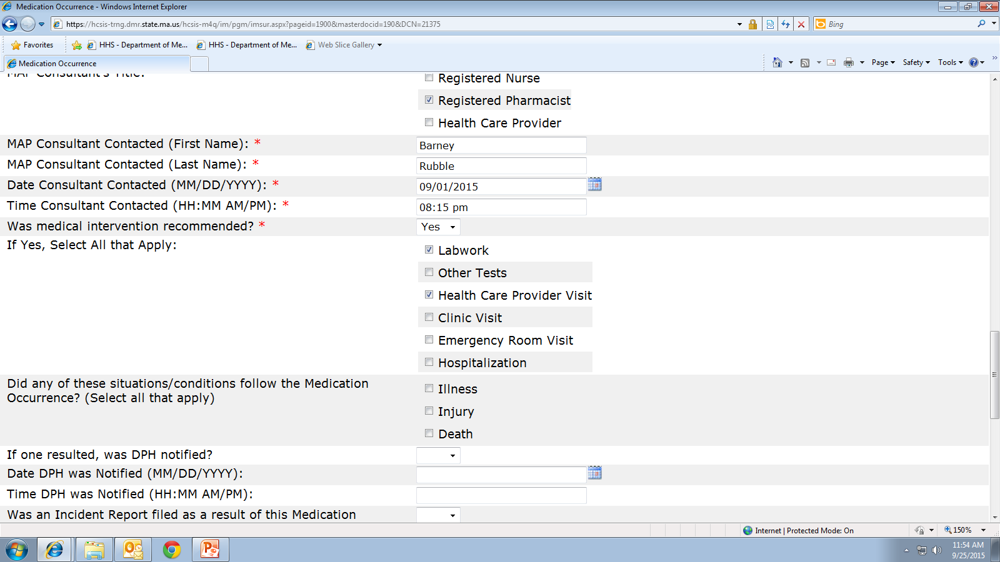 Medication Occurrence - Windows Internet Explorer
https://hcsis-trng.dmr.state.ma.us/hcsis-m4q/im/pgm/imsur.aspx?pageid=1900&masterdocid=190&DCN=21375
Bing
Favorites HHS - Department of Me... HHS - Department of Me... Web Slice Gallery
Medication Occurrence
Page Safety Tools
MAP Consultant's Title:
Registered Nurse
Registered Pharmacist
Health Care Provider
MAP Consultant Contacted (First Name): * Barney
MAP Consultant Contacted (Last Name): * Rubble
Date Consultant Contacted (MM/DD/YYYY): * 09/01/2015
Time Consultant Contacted (HH:MM AM/PM): * 08:15 pm
Was medical intervention recommended? * Yes
If Yes, Select All that Apply:
Labwork
Other Tests
Health Care Provider Visit
Clinic Visit
Emergency Room Visit
Hospitalization
Did any of these situations/conditions follow the Medication
Occurrence? (Select all that apply)
Illness
Injury
Death
If one resulted, was DPH notified?
Date DPH was Notified (MM/DD/YYYY):
Time DPH was Notified (HH:MM AM/PM):
Was an Incident Report filed as a result of this Medication
Internet | Protected Mode: On
150%
11:54 AM
9/25/2015